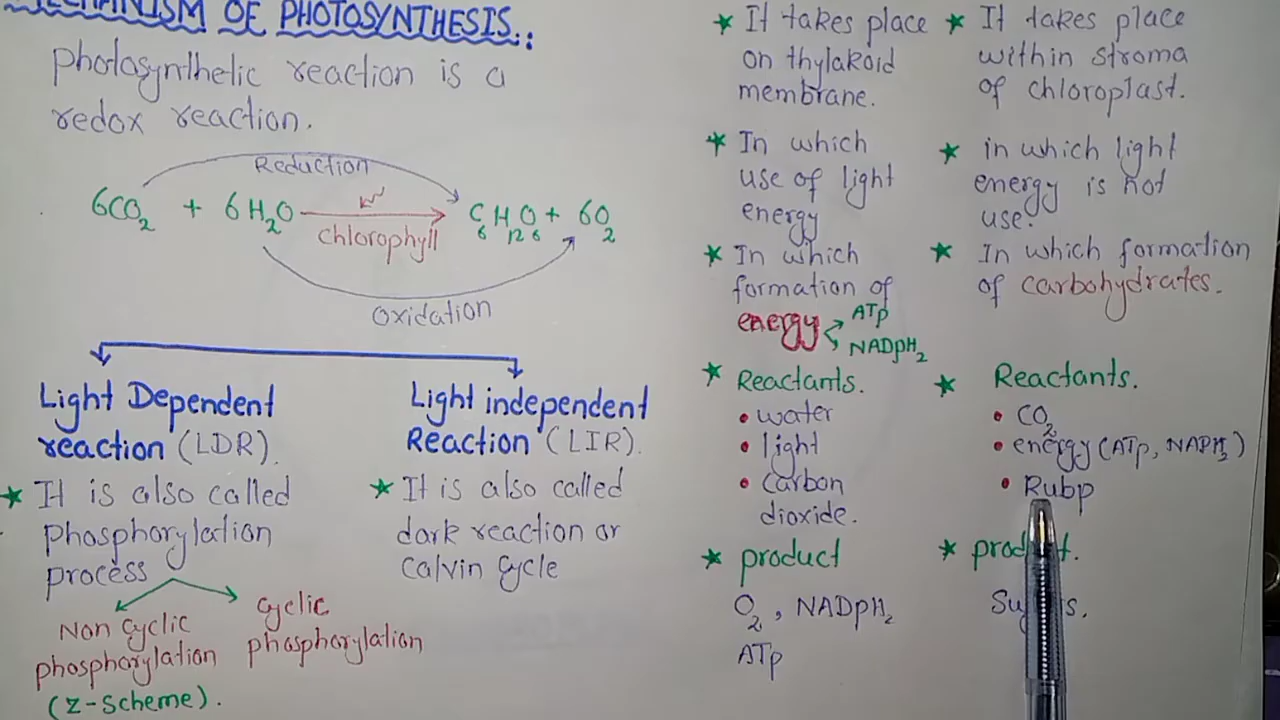 MECHANISM OF PHOTOSYNTHESIS..
photosynthetic reaction is a
redox reaction.
Reduction
6CO2 + 6H2O C6H12O6 + 6O2
chlorophyll
oxidation
Light Dependent
reaction (LDR).
★ It is also called
phosphorylation
process
Non cyclic
phosphorylation
(Z-scheme).
cyclic
phosphorylation
Light independent
Reaction (LIR).
★ It is also called
dark reaction or
calvin cycle
★ It takes place
on thylakoid
membrane.
★ In which
use of light
energy
★ In which
formation of
energy
ATP
NADPH2
★ Reactants.
• water
• light
• carbon
dioxide.
★ product
O2, NADPH2
ATP
★ It takes place
within stroma
of chloroplast.
★ in which light
energy is not
use.
★ In which formation
of carbohydrates.
★ Reactants.
• CO2
• energy (ATP, NADPH2)
• Rubp
★ product.